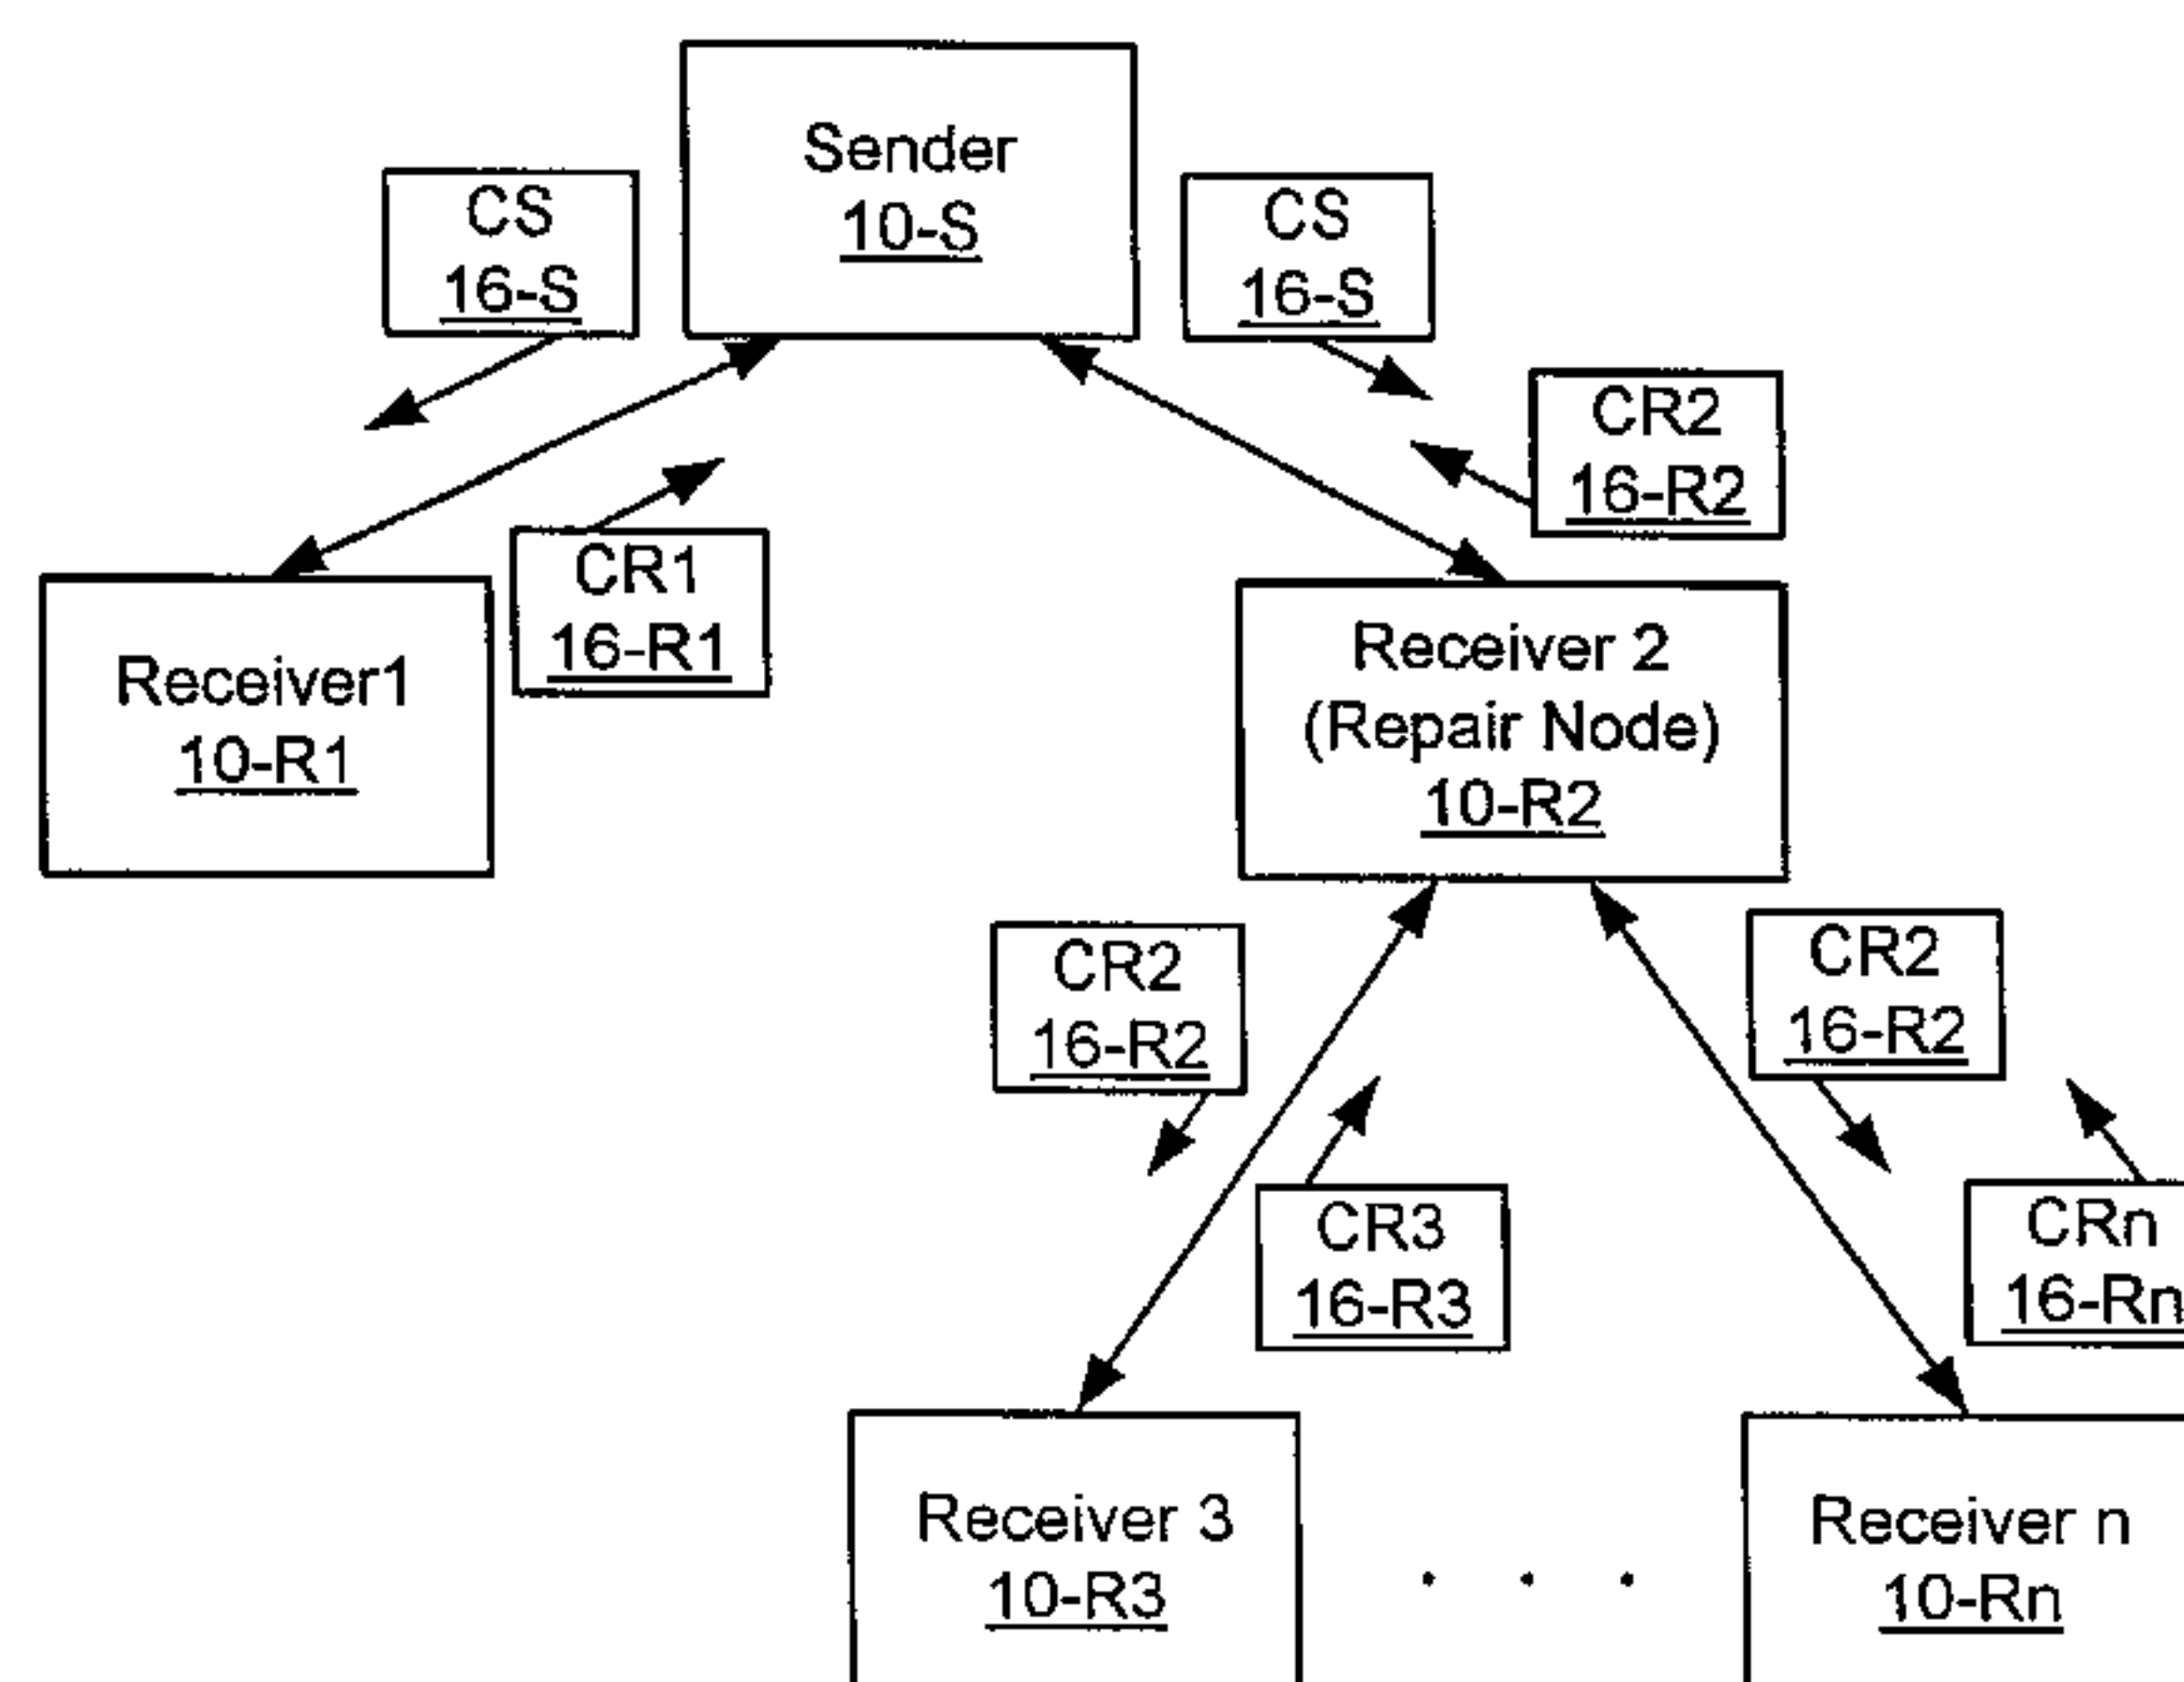 Sender
10-S
CS
16-S
CS
16-S
CR2
16-R2
CR1
16-R1
Receiver1
10-R1
Receiver 2
(Repair Node)
10-R2
CR2
16-R2
CR2
16-R2
CR3
16-R3
CRn
16-Rn
Receiver 3
10-R3
. . .
Receiver n
10-Rn